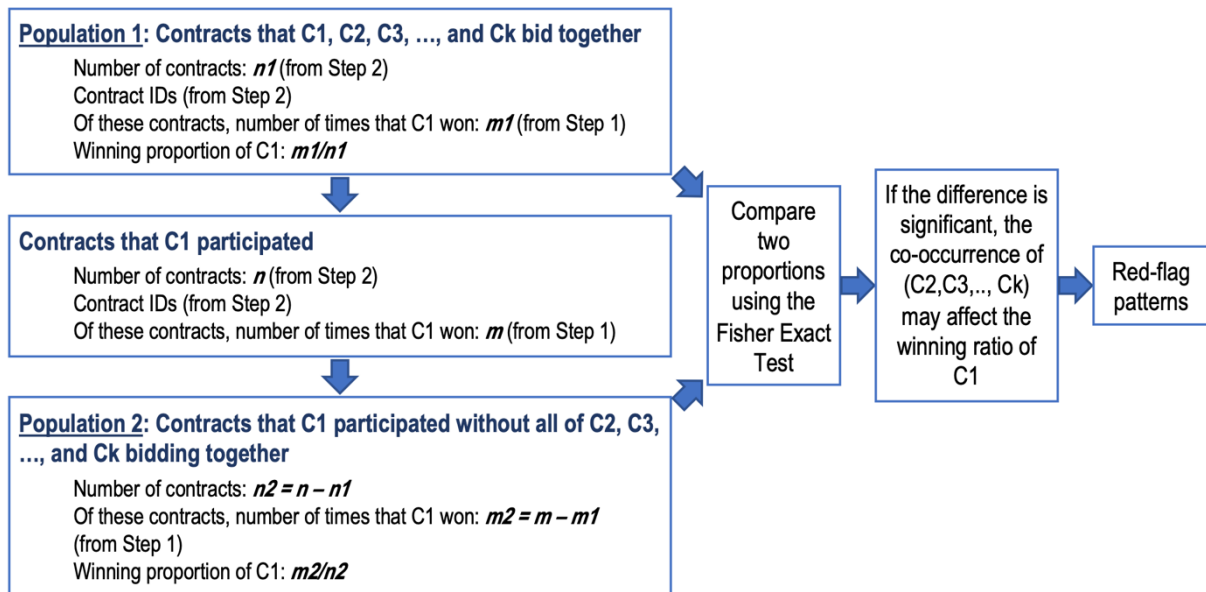 Population 1: Contracts that C1, C2, C3, …, and Ck bid together
Number of contracts: n1 (from Step 2)
Contract IDs (from Step 2)
Of these contracts, number of times that C1 won: m1 (from Step 1)
Winning proportion of C1: m1/n1
Contracts that C1 participated
Number of contracts: n (from Step 2)
Contract IDs (from Step 2)
Of these contracts, number of times that C1 won: m (from Step 1)
Population 2: Contracts that C1 participated without all of C2, C3,
…, and Ck bidding together
Number of contracts: n2 = n – n1
Of these contracts, number of times that C1 won: m2 = m – m1
(from Step 1)
Winning proportion of C1: m2/n2
Compare
two
proportions
using the
Fisher Exact
Test
If the difference is
significant, the
co-occurrence of
(C2,C3,.., Ck)
may affect the
winning ratio of
C1
Red-flag
patterns